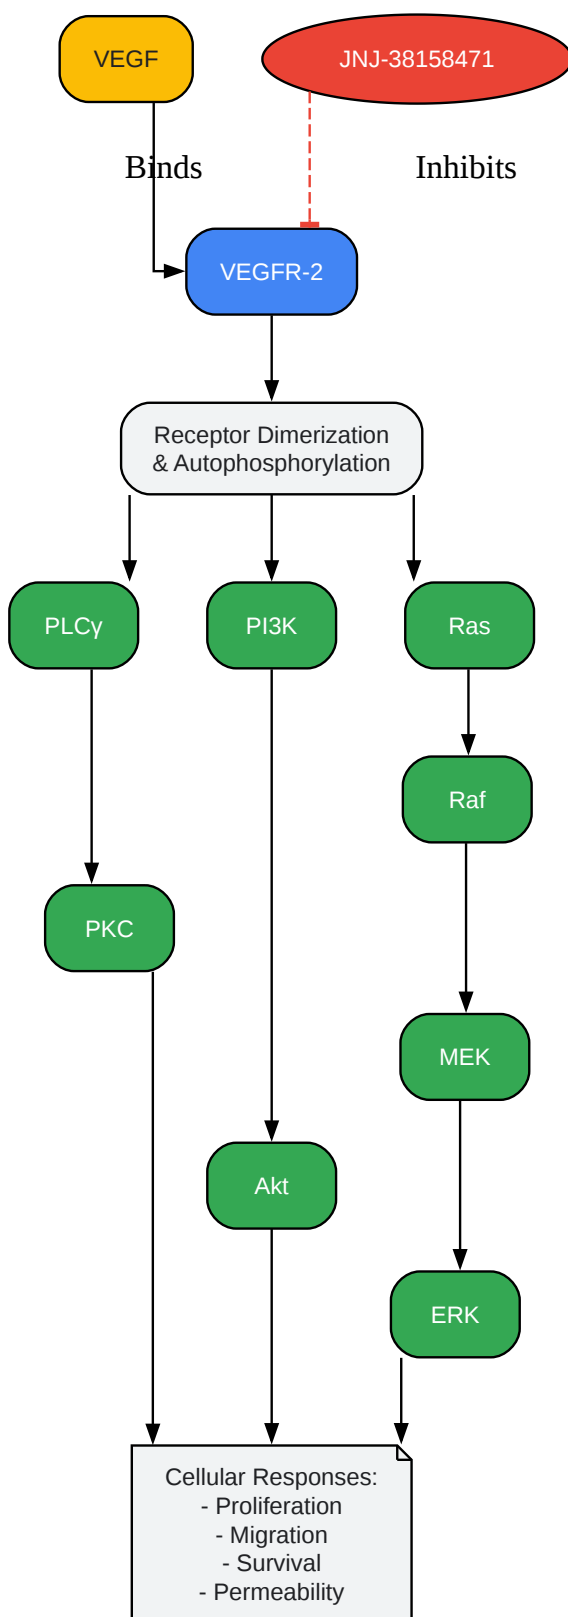 VEGF
JNJ-38158471
Binds
Inhibits
VEGFR-2
Receptor Dimerization
& Autophosphorylation
PLCγ
PI3K
Ras
Raf
PKC
MEK
Akt
ERK
Cellular Responses:
- Proliferation
- Migration
- Survival
- Permeability